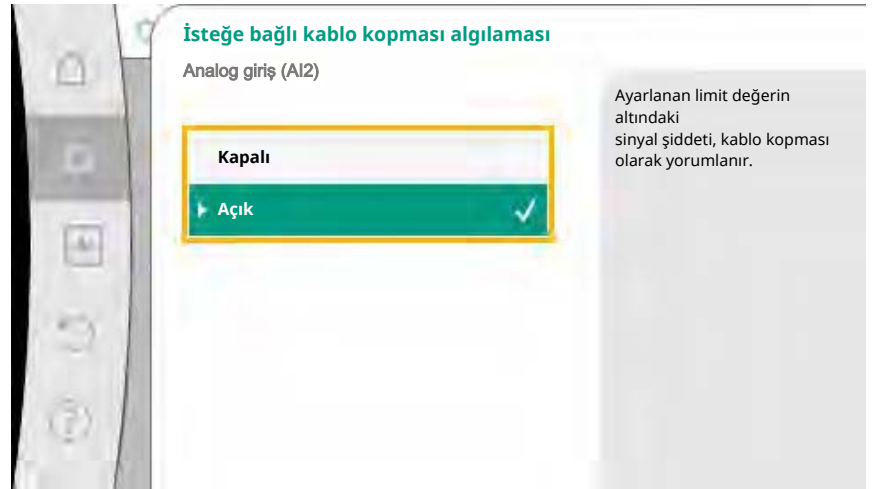 İsteğe bağlı kablo kopması algılaması
Analog giriş (AI2)
Kapalı
Açık
Ayarlanan limit değerin
altındaki
sinyal şiddeti, kablo kopması
olarak yorumlanır.